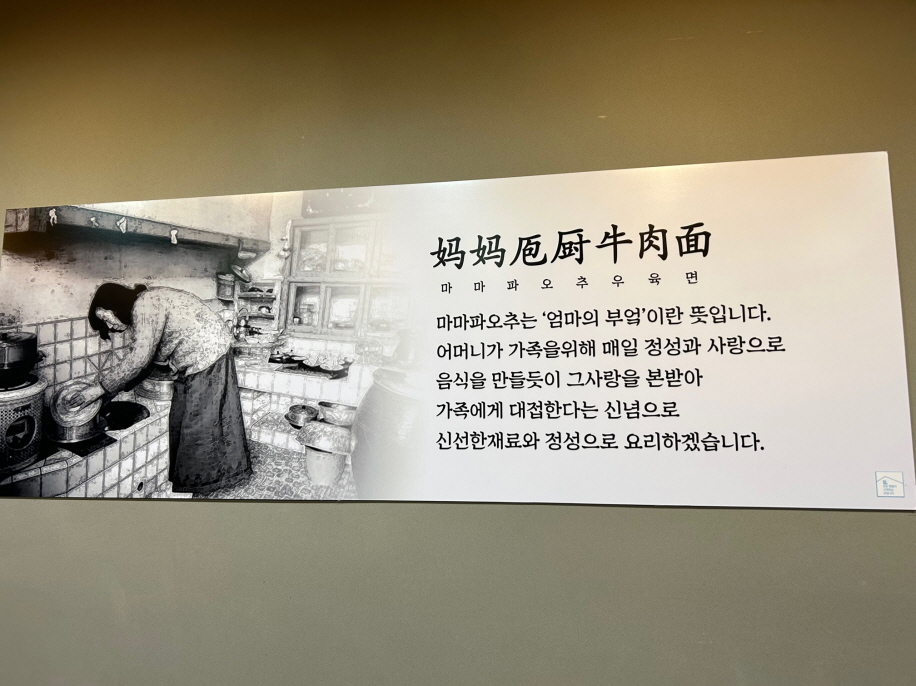 妈妈卮厨牛肉面
마마파오추우육면
마마파오추는 '엄마의 부엌'이란 뜻입니다.
어머니가 가족을위해 매일 정성과 사랑으로
음식을 만들듯이 그사랑을 본받아
가족에게 대접한다는 신념으로
신선한재료와 정성으로 요리하겠습니다.